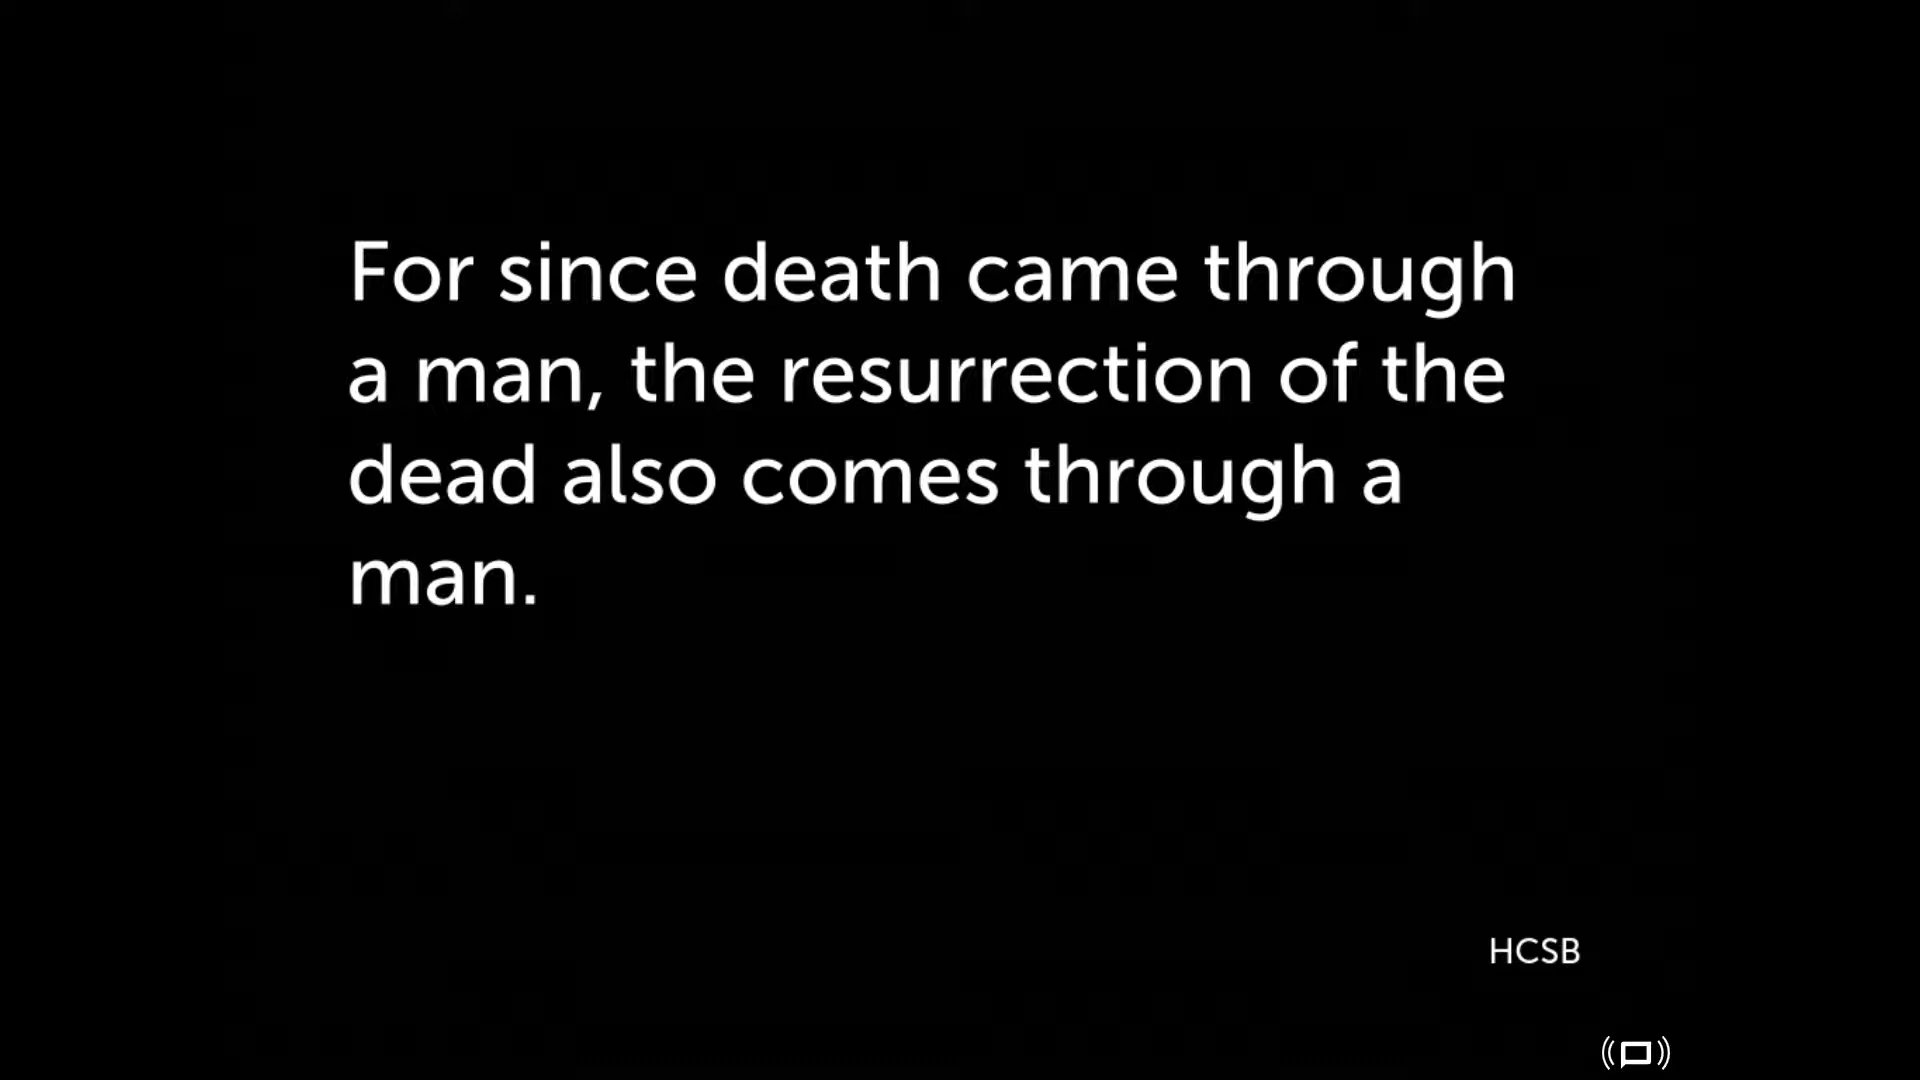 For since death came through
a man, the resurrection of the
dead also comes through a
man.
HCSB